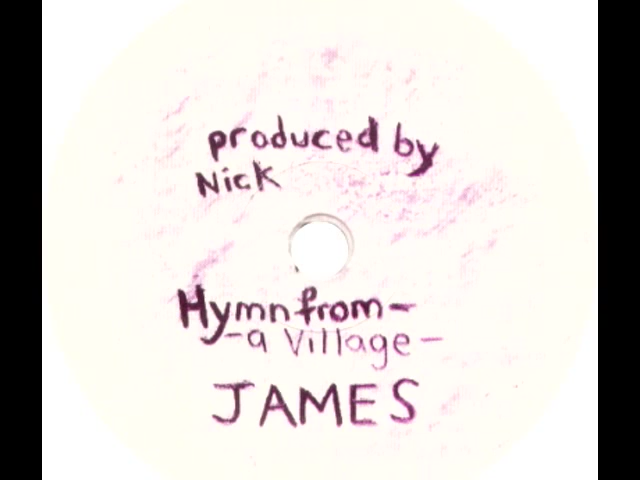 produced by
Nick
Hymn from -
- a Village -
JAMES